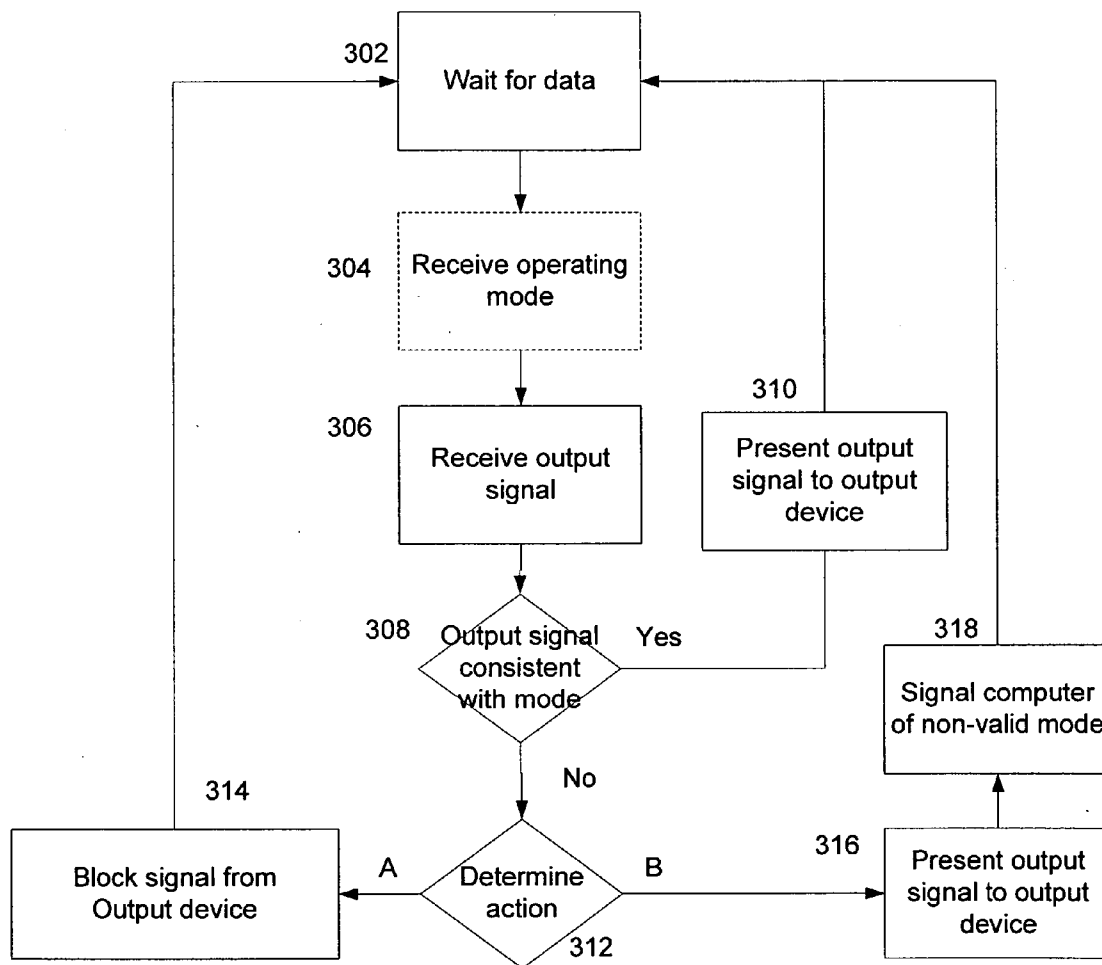 302
Wait for data
304
Receive operating
mode
306
Receive output
signal
310
Present output
signal to output
device
308
Output signal
consistent
with mode
Yes
318
Signal computer
of non-valid mode
No
314
Block signal from
Output device
A
Determine
action
312
B
316
Present output
signal to output
device